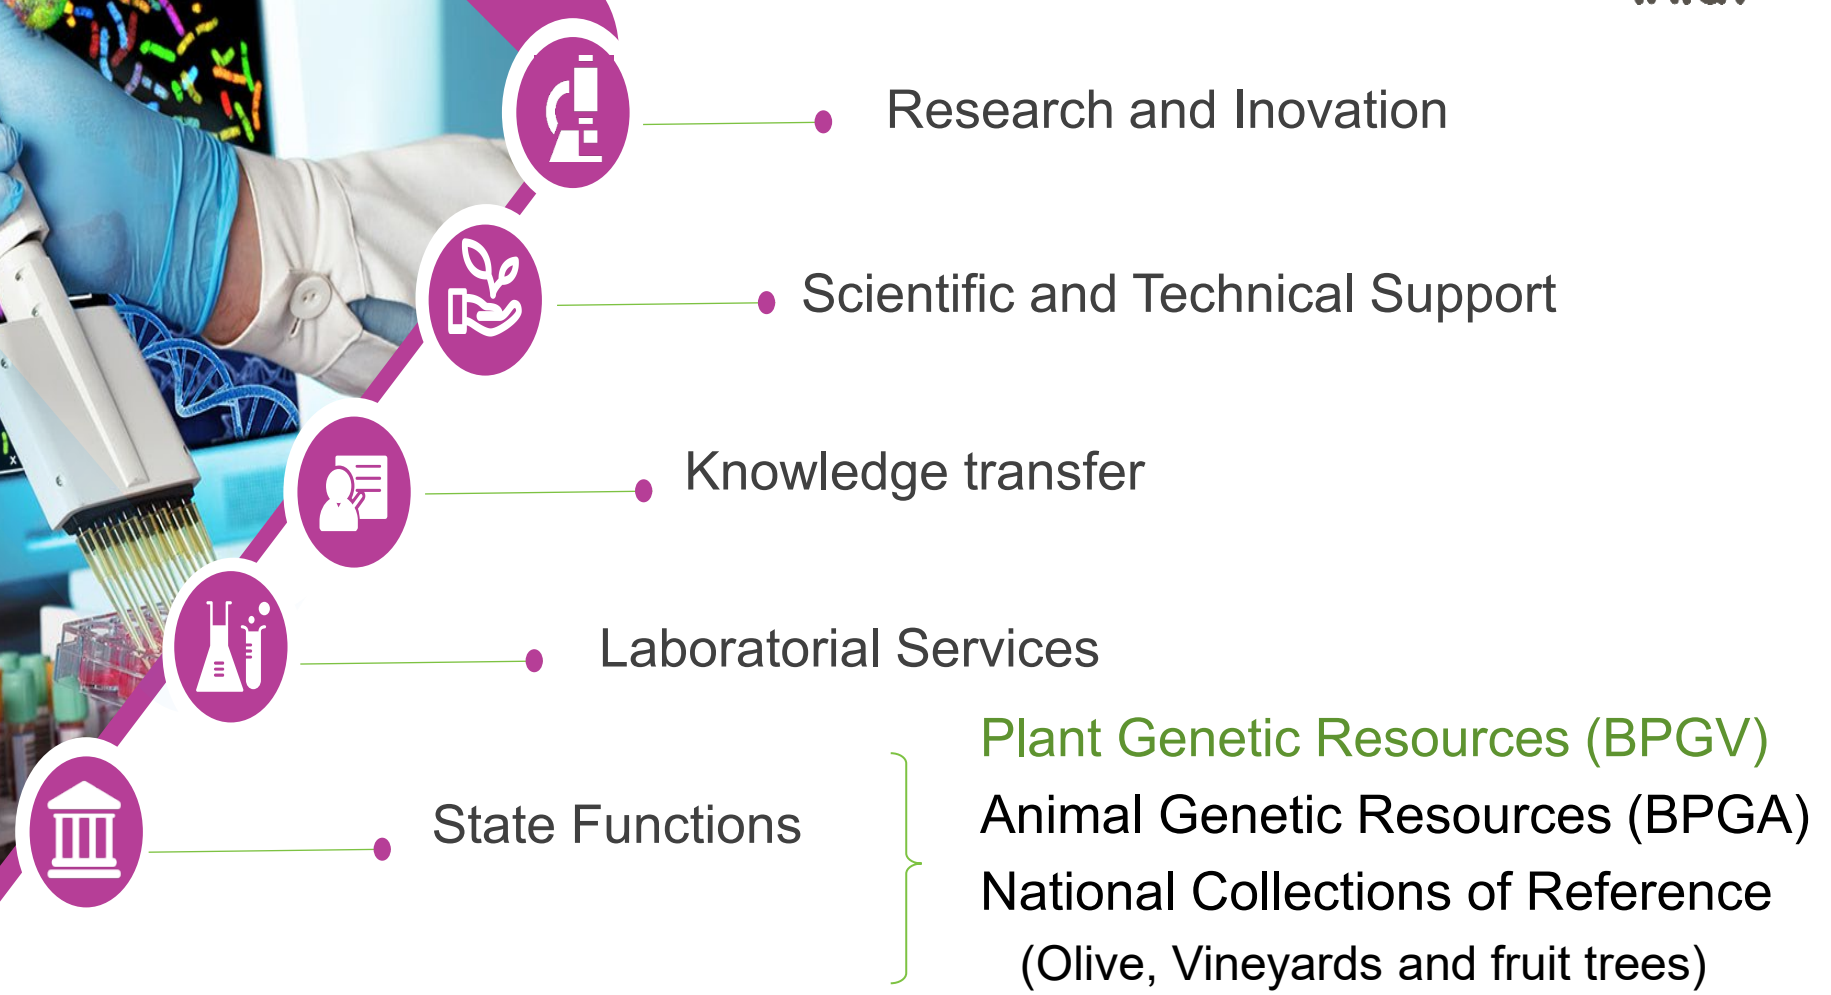 Research and Inovation
Scientific and Technical Support
Knowledge transfer
Laboratorial Services
Plant Genetic Resources (BPGV)
State Functions
Animal Genetic Resources (BPGA)
National Collections of Reference
(Olive, Vineyards and fruit trees)